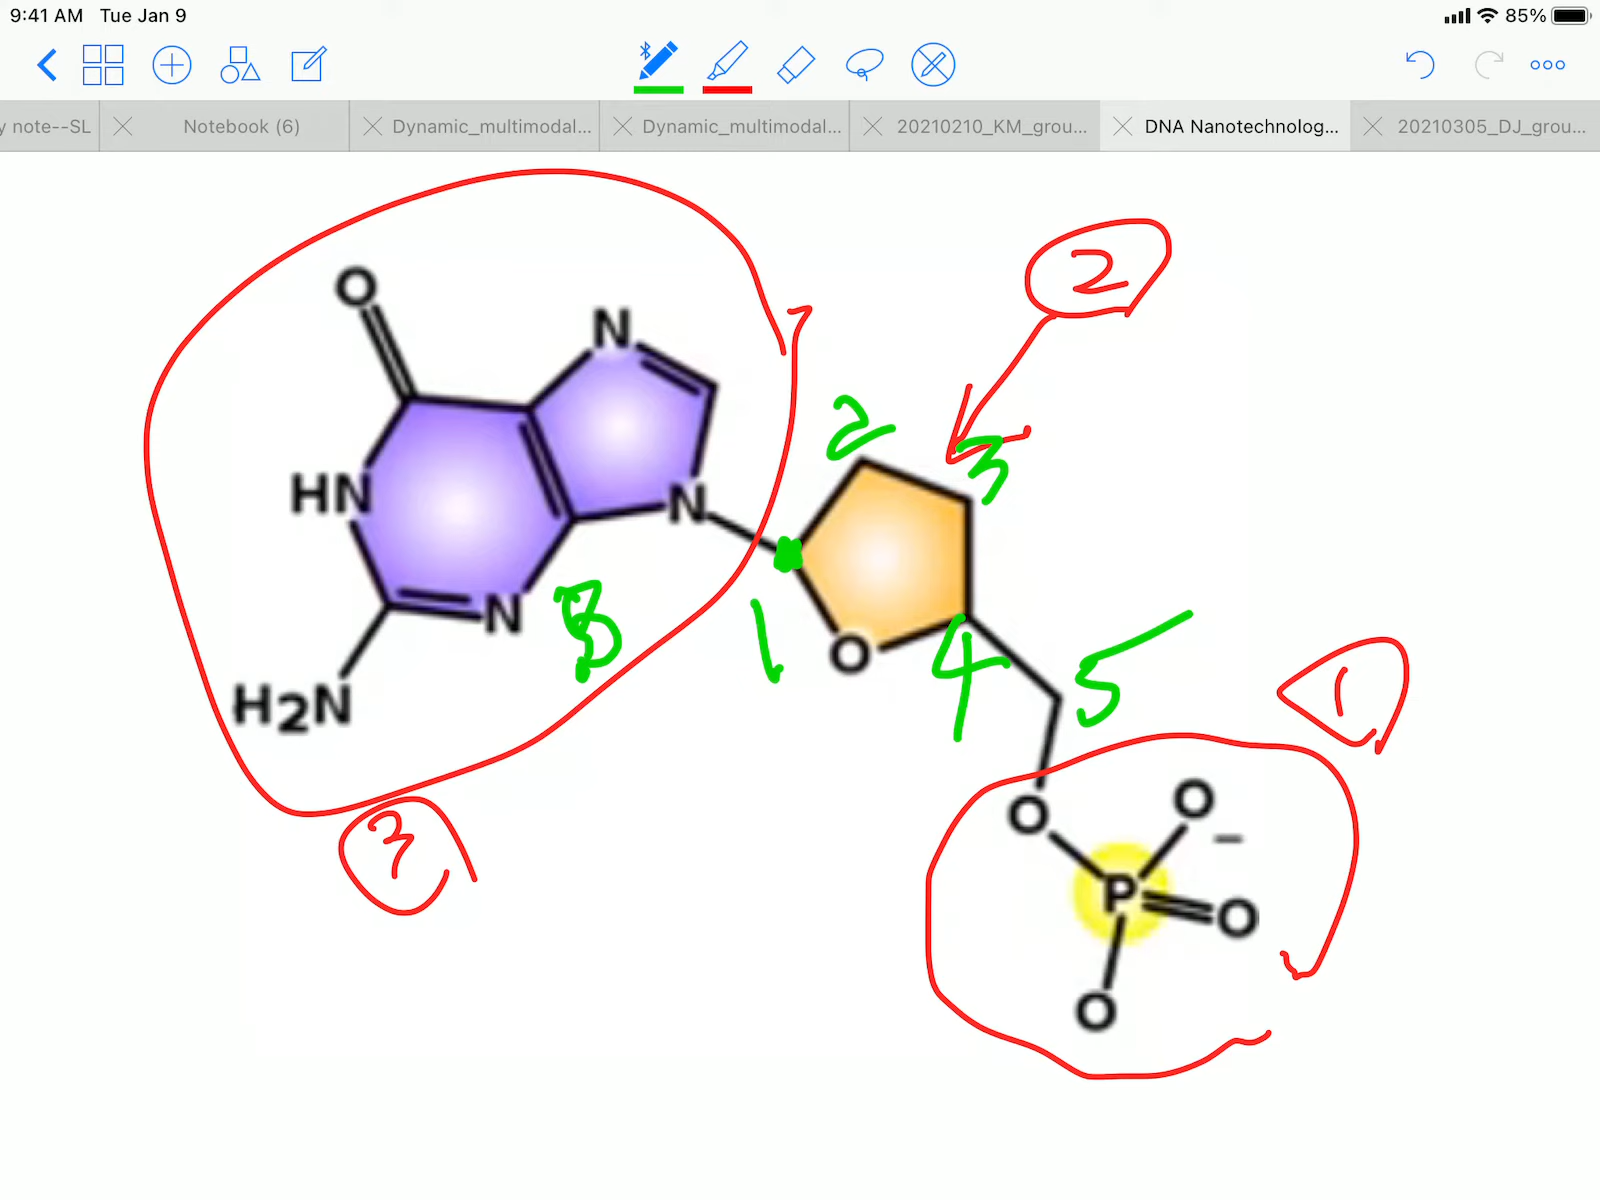 9:41 AM Tue Jan 9
85%
y note--SL
Notebook (6)
Dynamic_multimodal...
Dynamic_multimodal...
20210210_KM_grou...
DNA Nanotechnolog...
20210305_DJ_grou...
2
O
N
2
3
HN
N
1
O
N
4
5
1
H2N
O
O
−
3
P
O
O